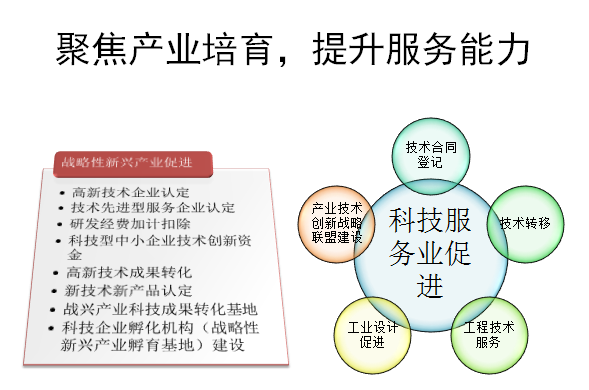 聚焦产业培育，提升服务能力
战略性新兴产业促进
• 高新技术企业认定
• 技术先进型服务企业认定
• 研发经费加计扣除
• 科技型中小企业技术创新资
金
• 高新技术成果转化
• 新技术新产品认定
• 战兴产业科技成果转化基地
• 科技企业孵化机构（战略性
新兴产业孵育基地）建设
技术合同
登记
产业技术
创新战略
联盟建设
科技服
务业促
进
技术转移
工业设计
促进
工程技术
服务